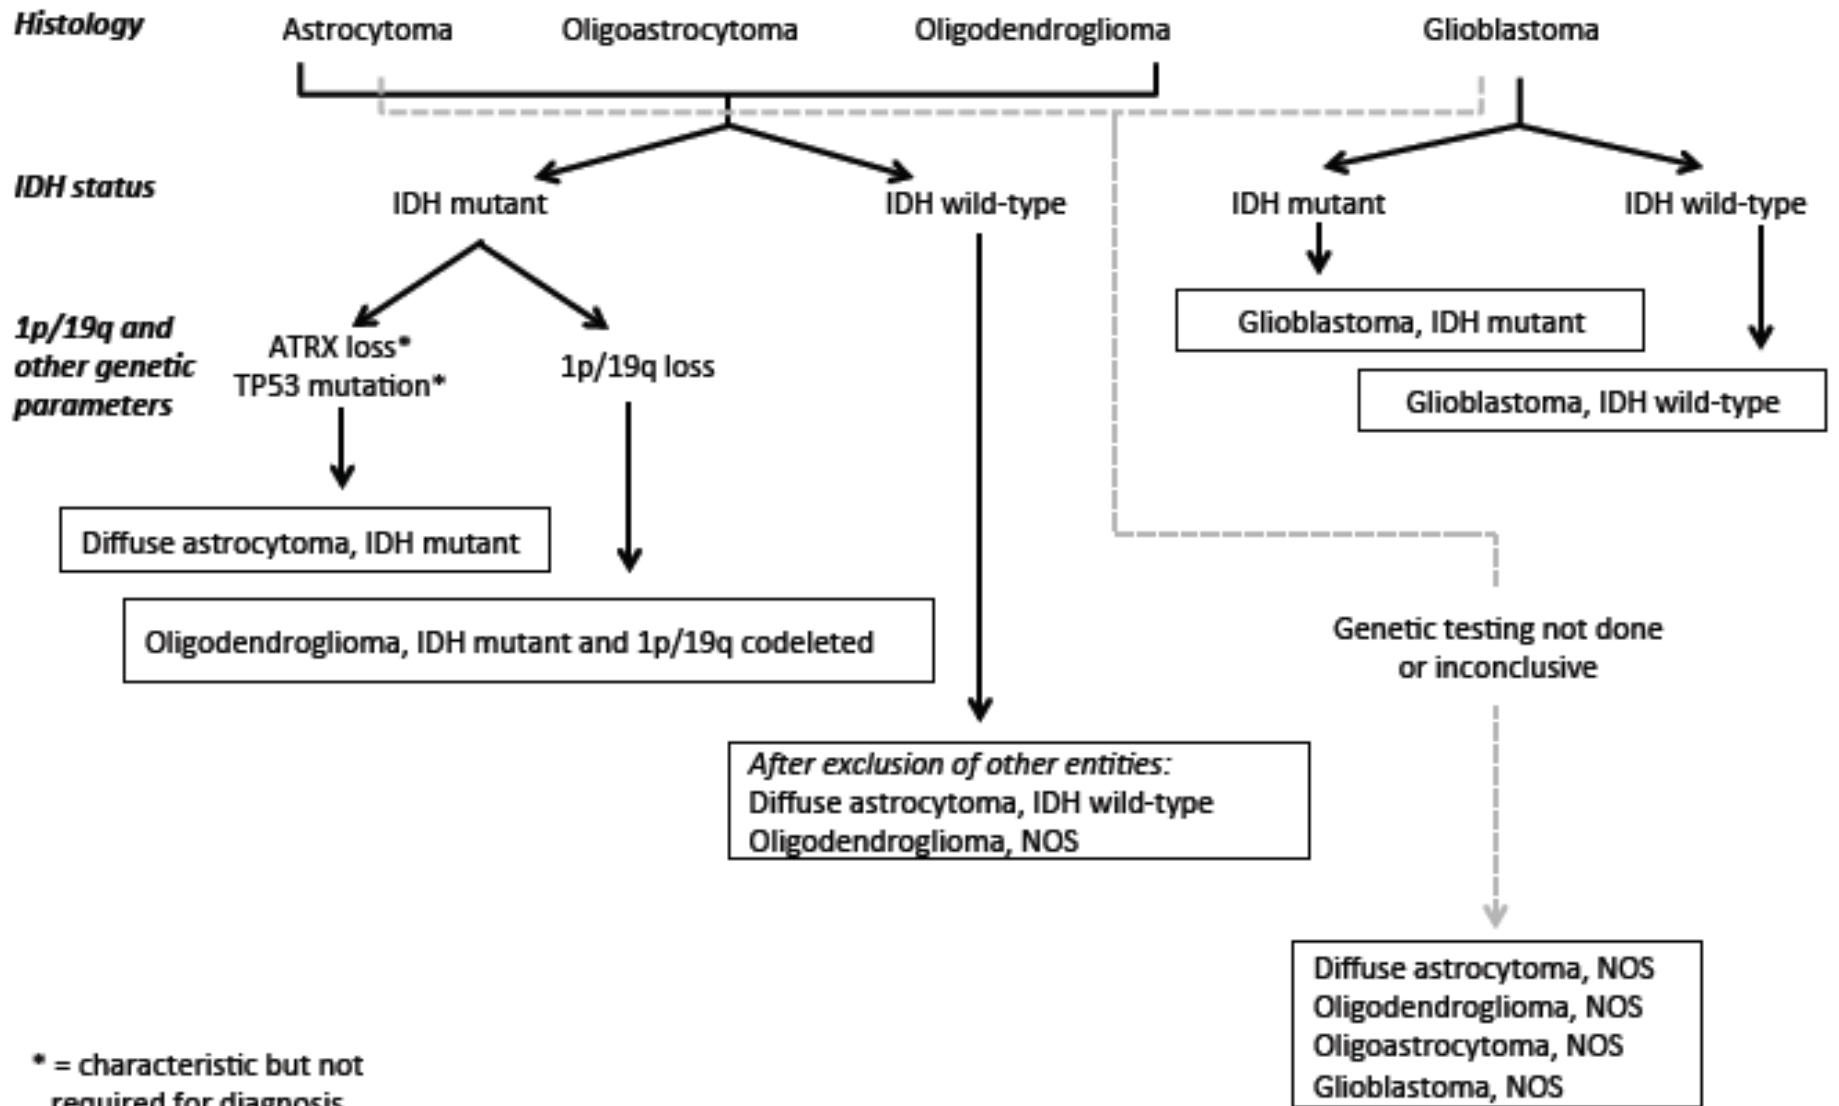 Histology
Astrocytoma
Oligoastrocytoma
Oligodendroglioma
Glioblastoma
IDH status
IDH mutant
IDH wild-type
IDH mutant
IDH wild-type
1p/19q and
other genetic
parameters
ATRX loss*
TP53 mutation*
1p/19q loss
Glioblastoma, IDH mutant
Glioblastoma, IDH wild-type
Diffuse astrocytoma, IDH mutant
Oligodendroglioma, IDH mutant and 1p/19q codeleted
Genetic testing not done
or inconclusive
After exclusion of other entities:
Diffuse astrocytoma, IDH wild-type
Oligodendroglioma, NOS
Diffuse astrocytoma, NOS
Oligodendroglioma, NOS
Oligoastrocytoma, NOS
Glioblastoma, NOS
* = characteristic but not
required for diagnosis